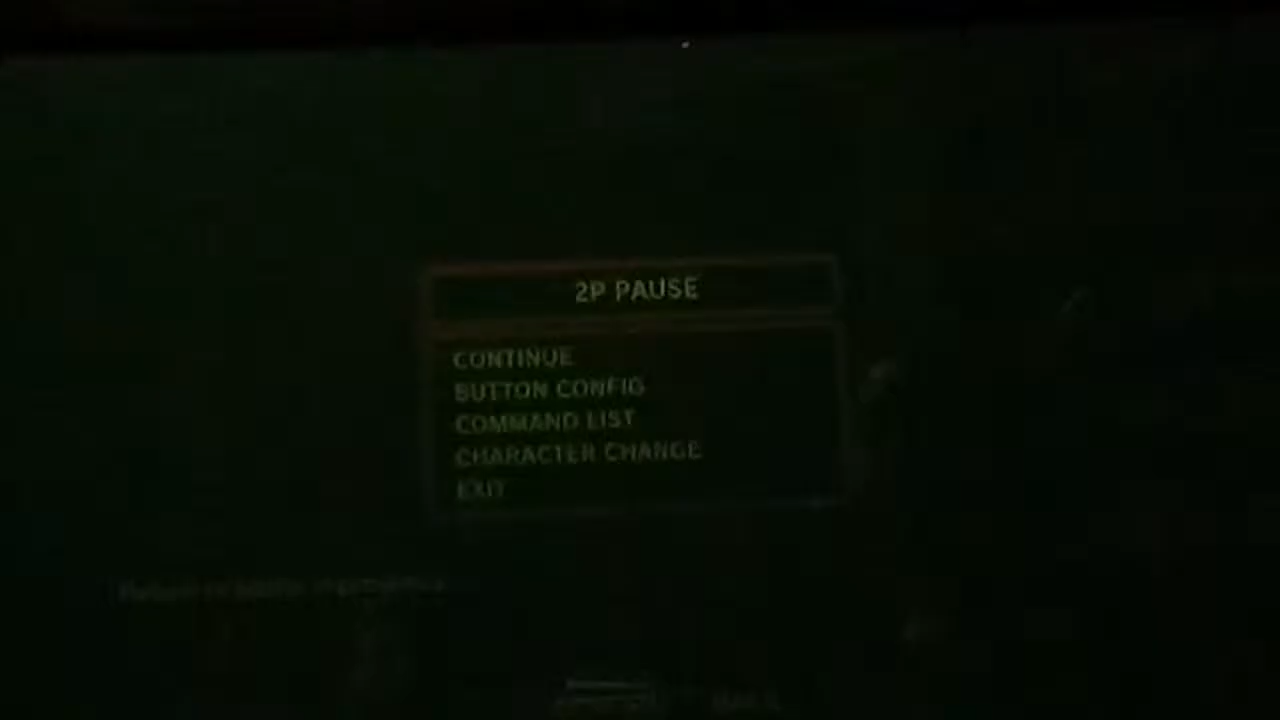 2P PAUSE
CONTINUE
BUTTON CONFIG
COMMAND LIST
CHARACTER CHANGE
EXIT